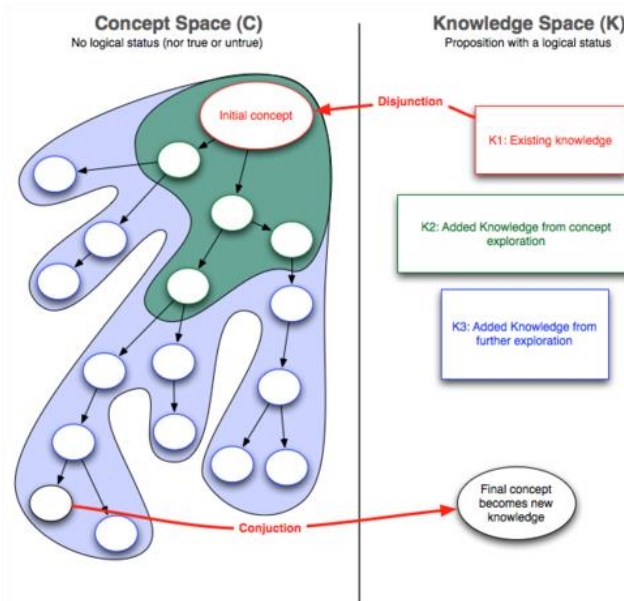 Concept Space (C)
No logical status (nor true or untrue)
Knowledge Space (K)
Proposition with a logical status
Disjunction
Initial concept
K1: Existing knowledge
K2: Added Knowledge from concept
exploration
K3: Added Knowledge from
further exploration
Final concept
becomes new
knowledge
Conjuction